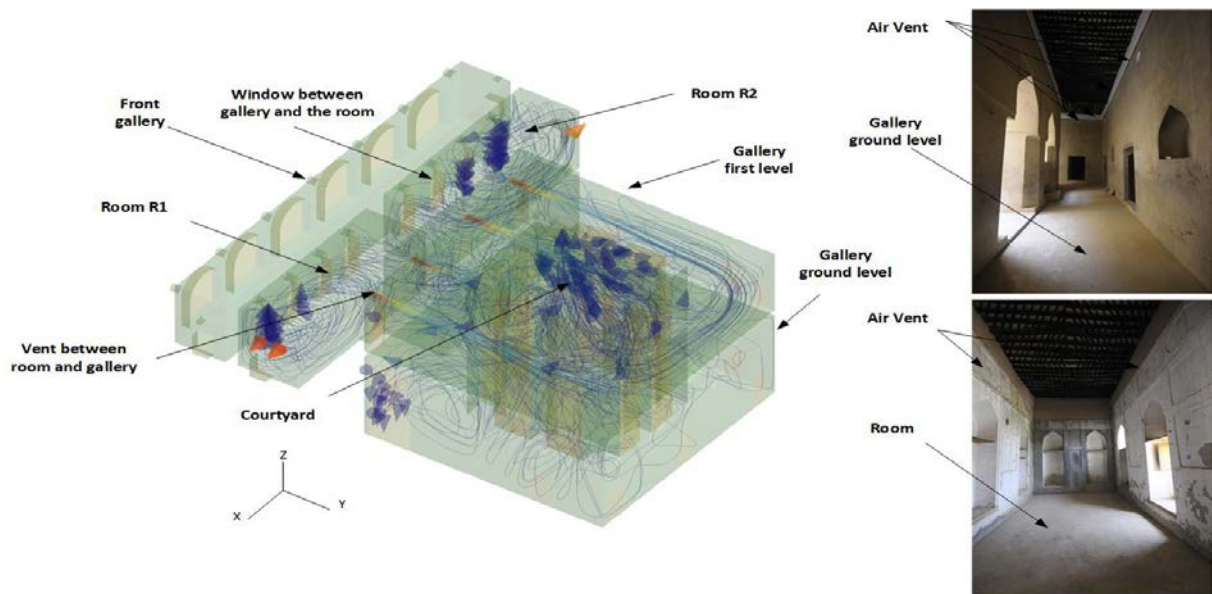 Front
gallery
Window between
gallery and the room
Room R2
Gallery
first level
Room R1
Gallery
ground level
Vent between
room and gallery
Courtyard
Z
X
Y
Air Vent
Gallery
ground level
Air Vent
Room